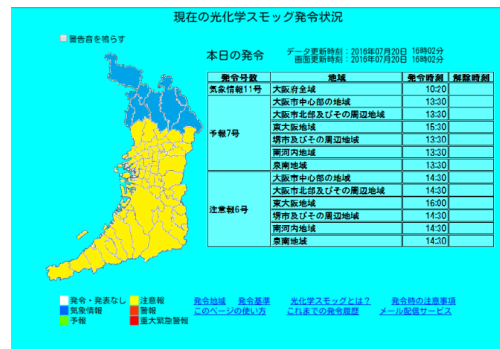 現在の光化学スモッグ発令状況
警告音を鳴らす
本日の発令
データ更新時刻：2016年07月20日 16時02分
画面更新時刻：2016年07月20日 16時02分
発令号数 地域 発令時刻 解除時刻
気象情報11号 大阪府全域 10:20
予報7号 大阪市中心部の地域 13:30
大阪市北部及びその周辺地域 13:30
東大阪地域 15:30
堺市及びその周辺地域 13:30
南河内地域 13:30
泉南地域 13:30
注意報6号 大阪市中心部の地域 14:30
大阪市北部及びその周辺地域 14:30
東大阪地域 16:00
堺市及びその周辺地域 14:30
南河内地域 14:30
泉南地域 14:30
発令・発表なし 注意報
気象情報 警報
予報 重大緊急警報
発令地域 発令基準 光化学スモッグとは？ 発令時の注意事項
このページの使い方 これまでの発令履歴 メール配信サービス